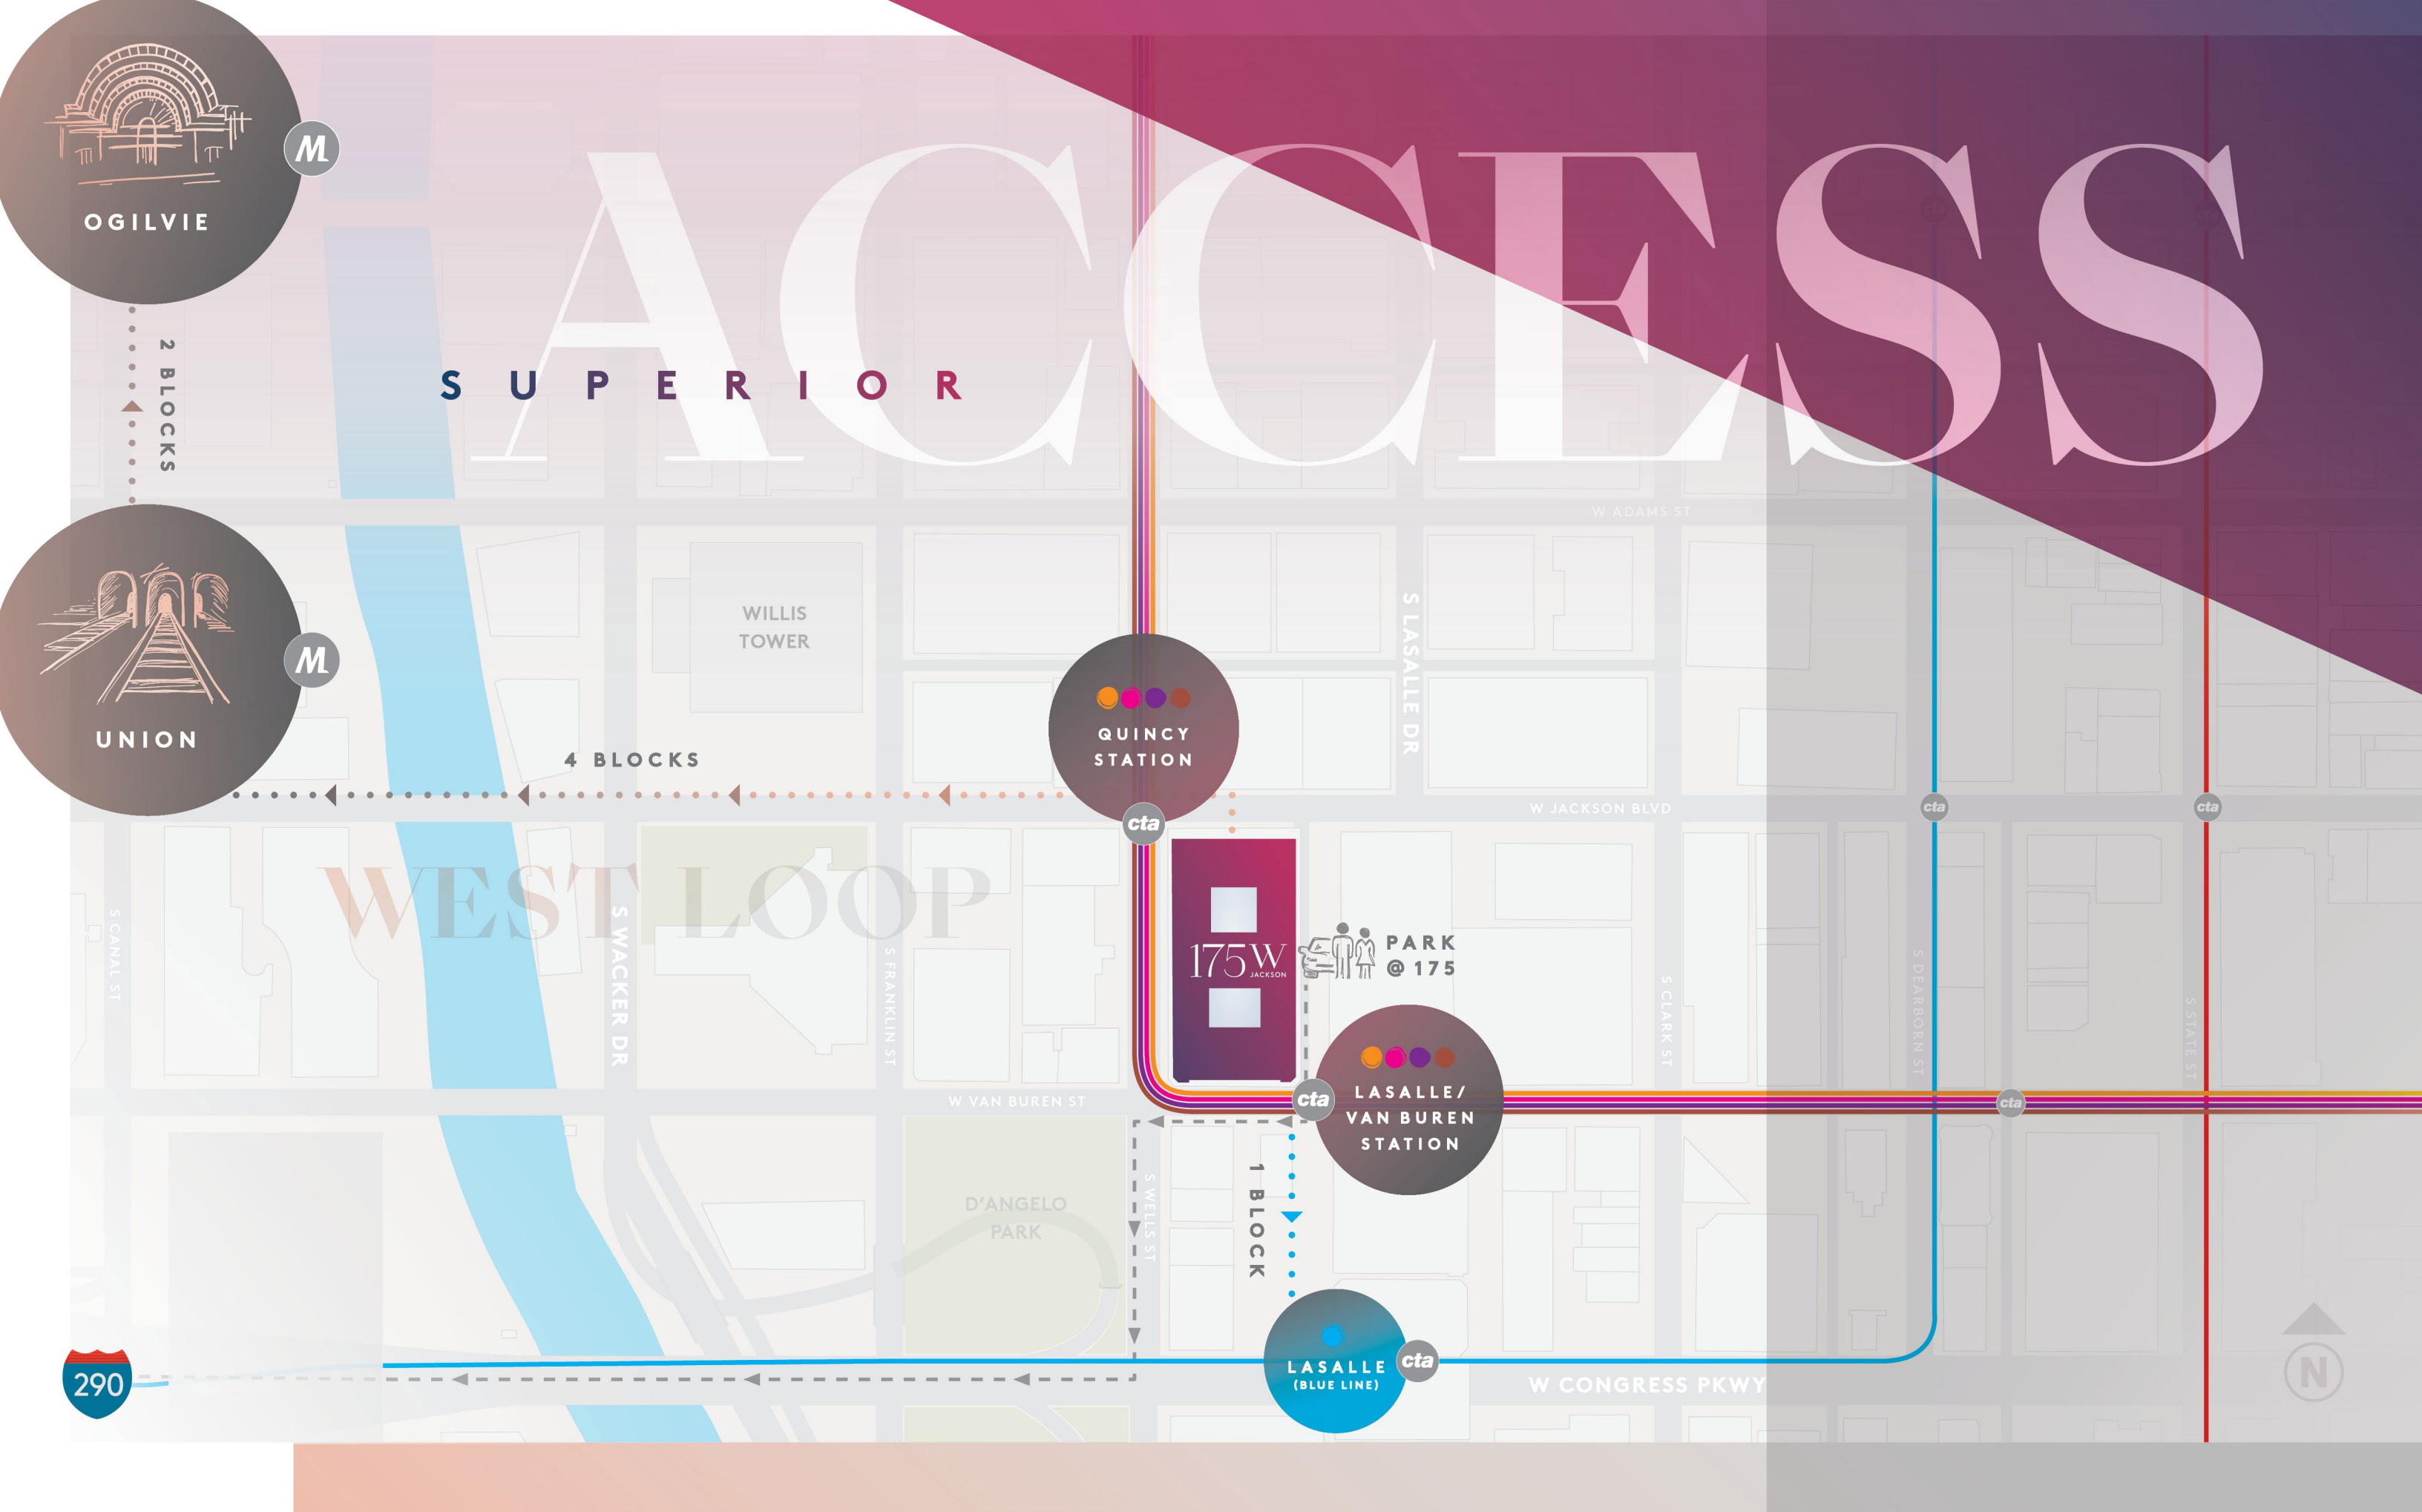 ACCESS
SUPERIOR
OGILVIE
M
2 BLOCKS
W ADAMS ST
UNION
M
WILLIS
TOWER
S LASALLE DR
QUINCY
STATION
cta
4 BLOCKS
W JACKSON BLVD
cta
cta
WEST LOOP
S CANAL ST
S WACKER DR
S FRANKLIN ST
175 W
JACKSON
PARK
@ 175
S CLARK ST
S DEARBORN ST
S STATE ST
W VAN BUREN ST
cta
LASALLE/
VAN BUREN
STATION
cta
D'ANGELO
PARK
S WELLS ST
1 BLOCK
290
LASALLE
(BLUE LINE)
cta
W CONGRESS PKWY
N
cta
cta